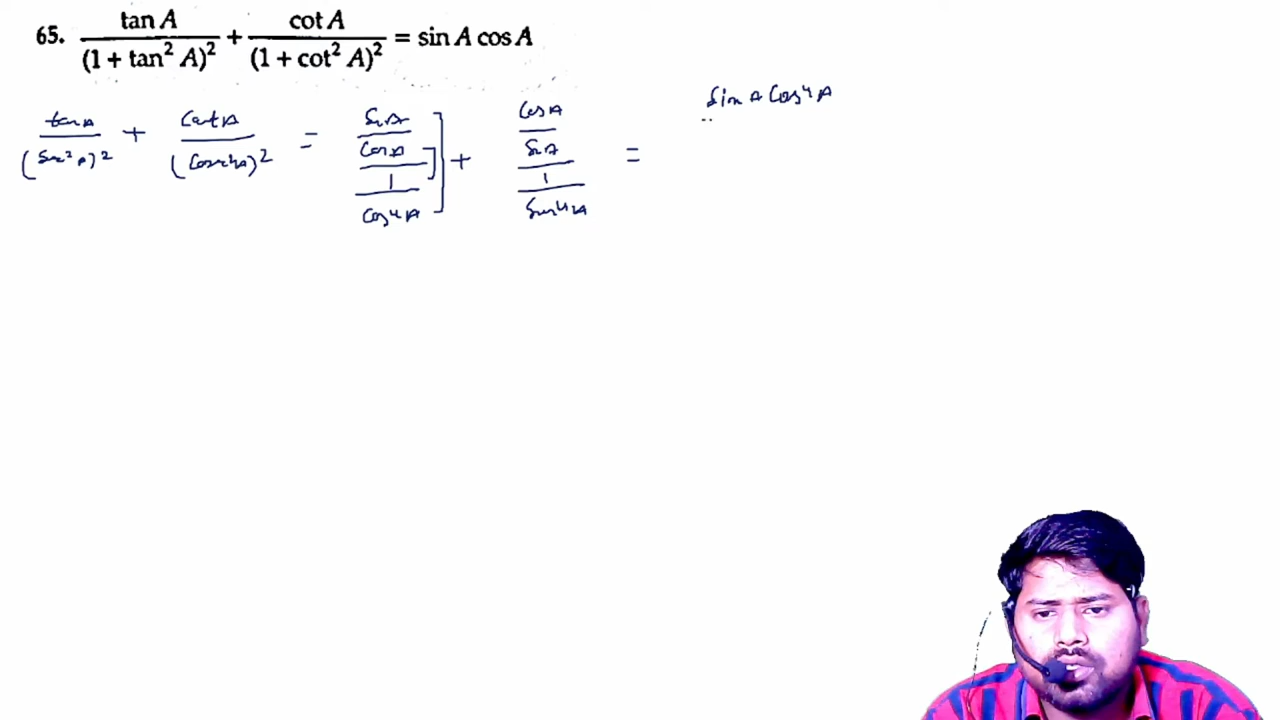 65. tan A / (1 + tan² A)² + cot A / (1 + cot² A)² = sin A cos A
tan A / (Sec² A)² + Cot A / (Cosec² A)² = Sin A / Cos A / 1 / Cos⁴ A + Cos A / Sin A / 1 / Sin⁴ A =
Sin A Cos⁴ A